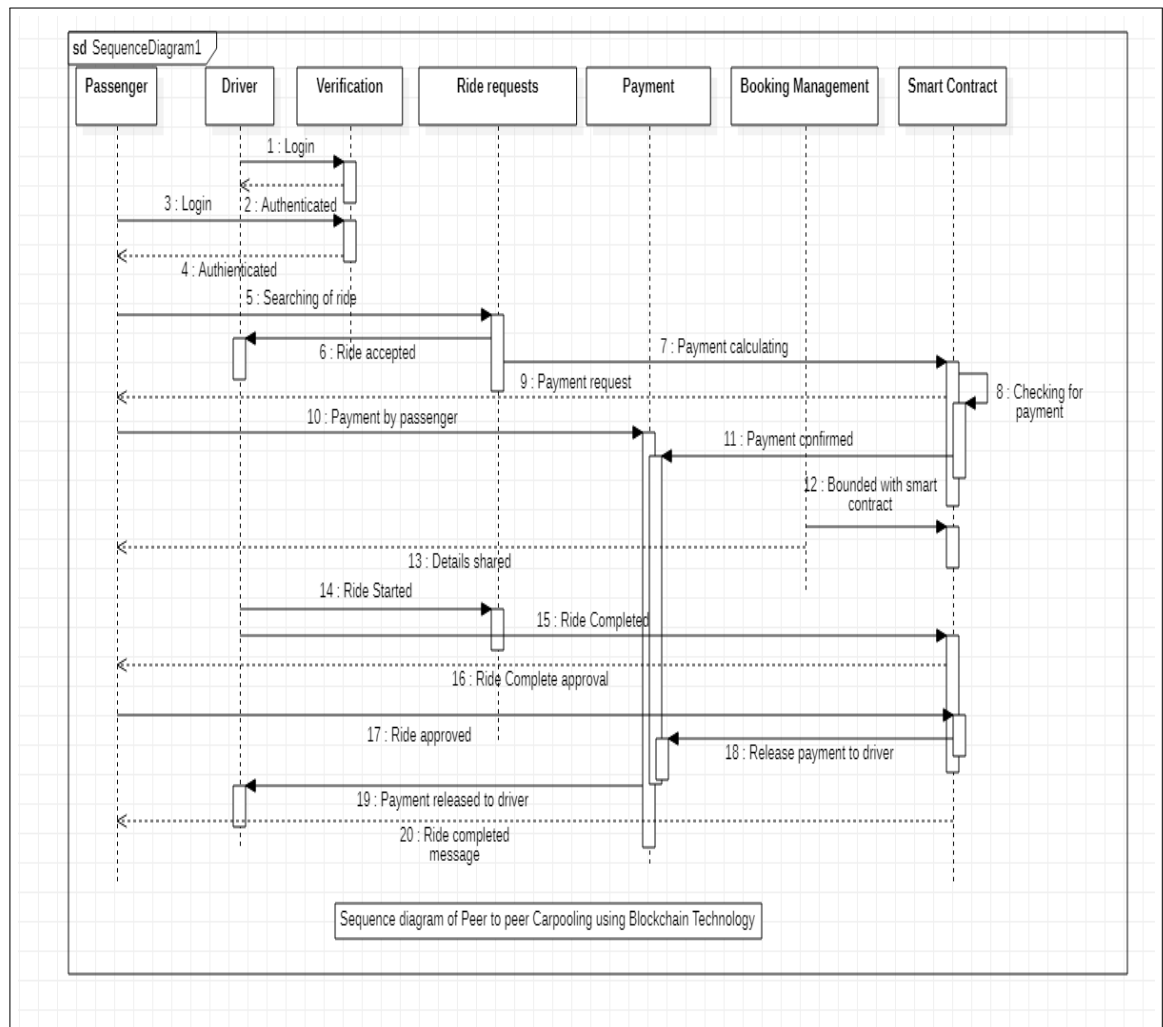 sd SequenceDiagram1
Passenger
Driver
Verification
Ride requests
Payment
Booking Management
Smart Contract
1 : Login
2 : Authenticated
3 : Login
4 : Authienticated
5 : Searching of ride
6 : Ride accepted
7 : Payment calculating
8 : Checking for
payment
9 : Payment request
10 : Payment by passenger
11 : Payment confirmed
12 : Bounded with smart
contract
13 : Details shared
14 : Ride Started
15 : Ride Completed
16 : Ride Complete approval
17 : Ride approved
18 : Release payment to driver
19 : Payment released to driver
20 : Ride completed
message
Sequence diagram of Peer to peer Carpooling using Blockchain Technology